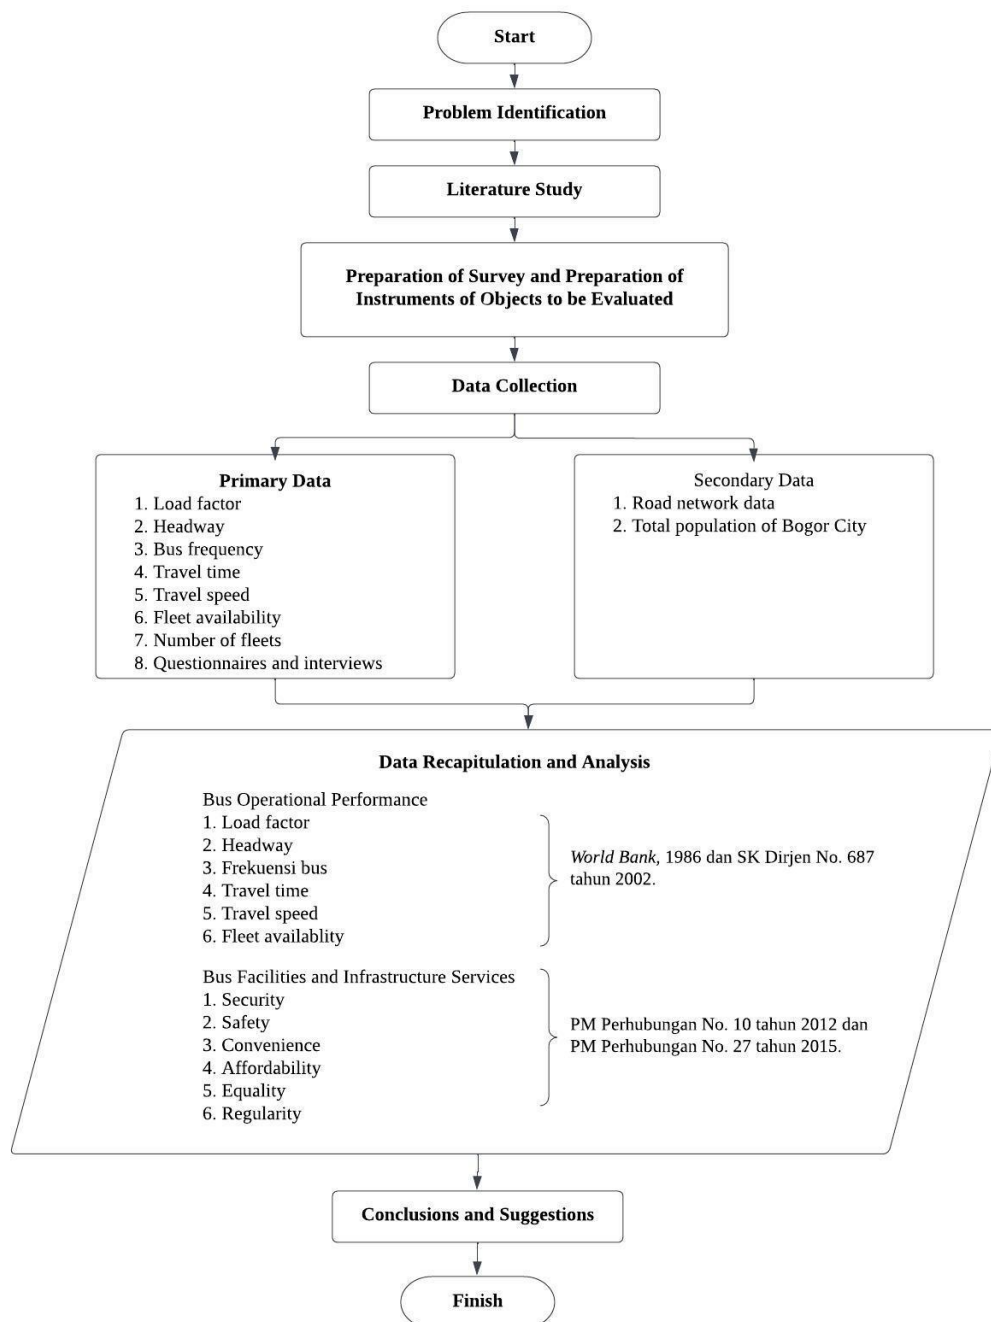 Start
Problem Identification
Literature Study
Preparation of Survey and Preparation of
Instruments of Objects to be Evaluated
Data Collection
Primary Data
1. Load factor
2. Headway
3. Bus frequency
4. Travel time
5. Travel speed
6. Fleet availability
7. Number of fleets
8. Questionnaires and interviews
Secondary Data
1. Road network data
2. Total population of Bogor City
Data Recapitulation and Analysis
Bus Operational Performance
1. Load factor
2. Headway
3. Frekuensi bus
4. Travel time
5. Travel speed
6. Fleet availablity
World Bank, 1986 dan SK Dirjen No. 687
tahun 2002.
Bus Facilities and Infrastructure Services
1. Security
2. Safety
3. Convenience
4. Affordability
5. Equality
6. Regularity
PM Perhubungan No. 10 tahun 2012 dan
PM Perhubungan No. 27 tahun 2015.
Conclusions and Suggestions
Finish